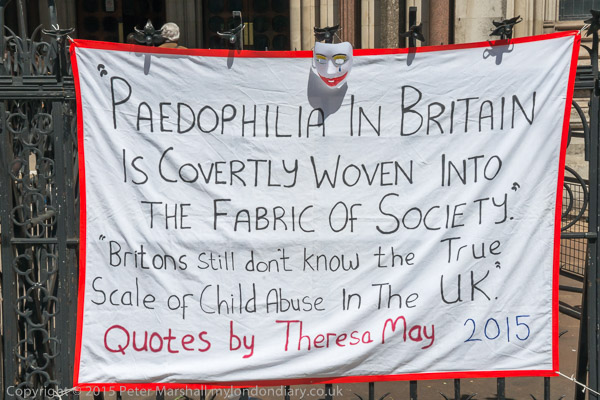 "PAEDOPHILIA IN BRITAIN
IS COVERTLY WOVEN INTO
THE FABRIC OF SOCIETY."
"Britons still don't know the True
Scale of Child Abuse In The UK."
Quotes by Theresa May 2015
Copyright © 2015 Peter Marshall mylondondiary.co.uk